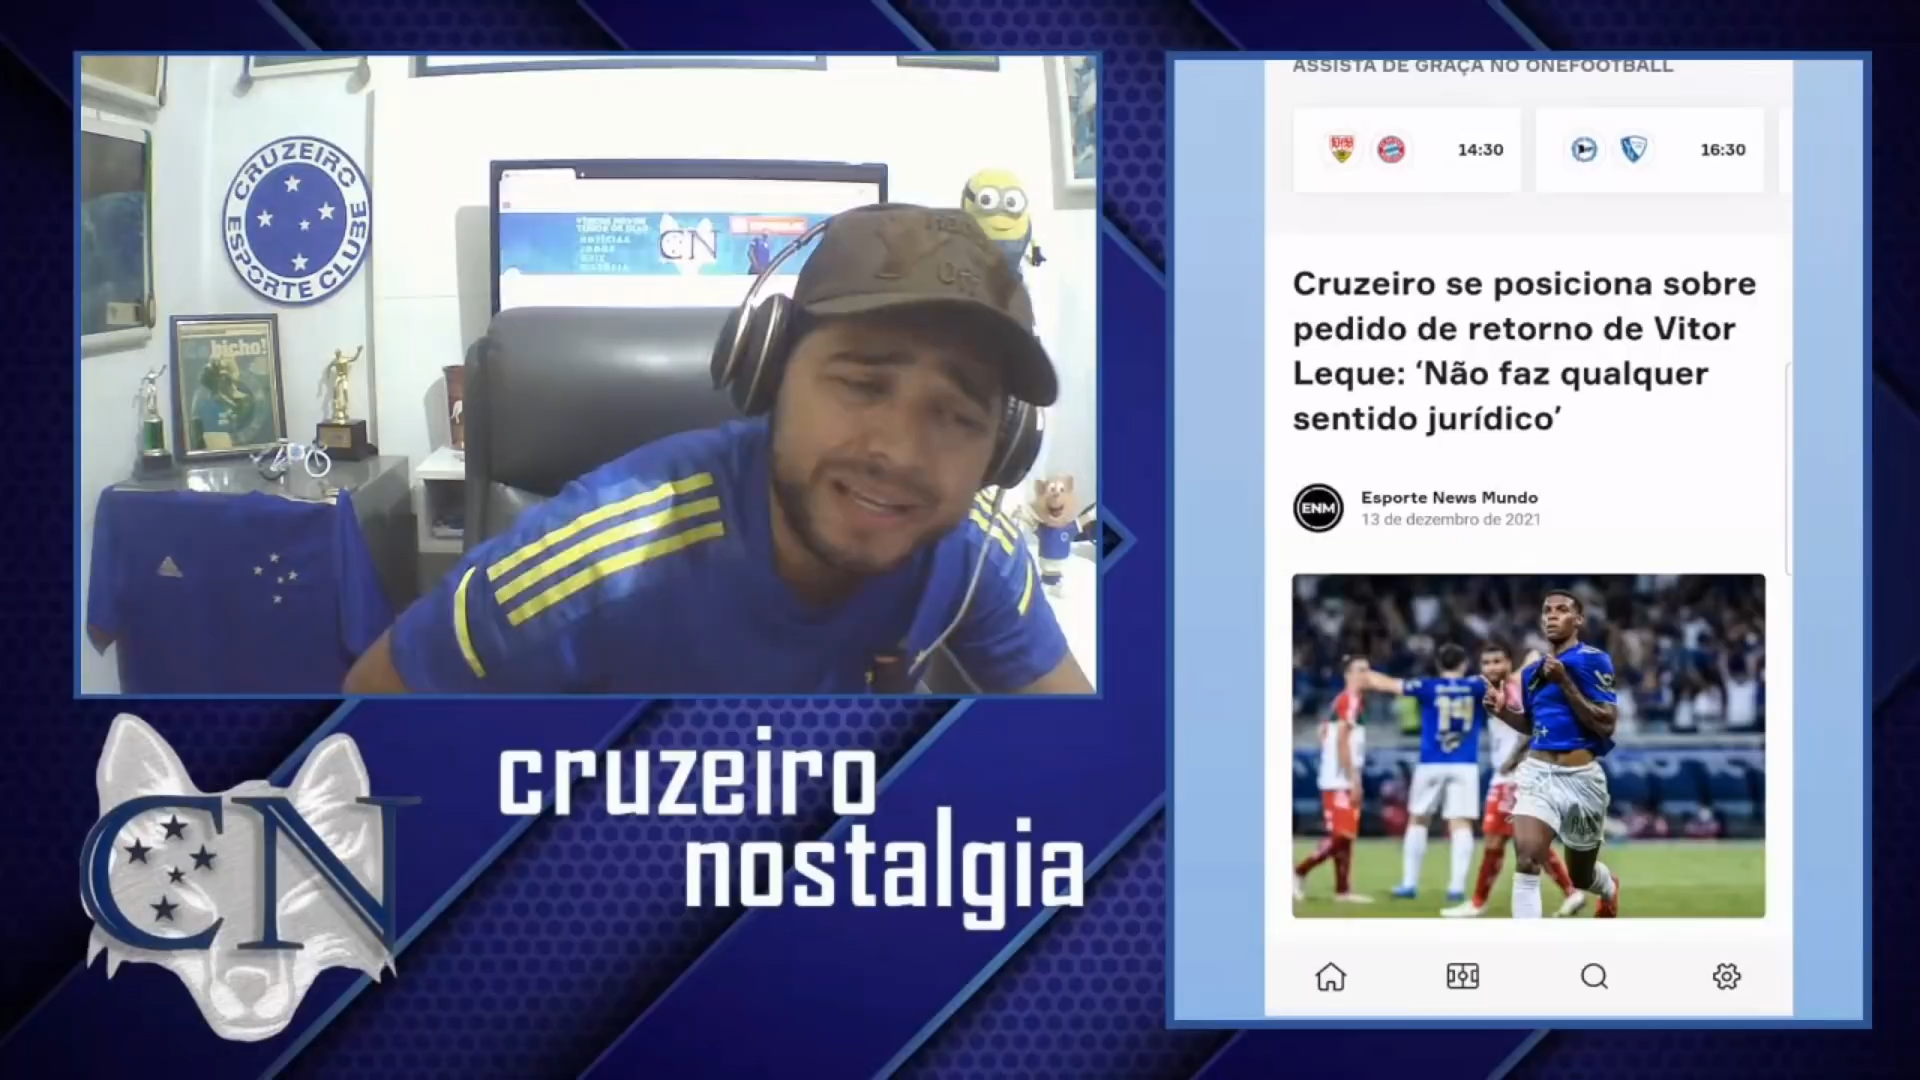 CRUZEIRO
ESPORTE CLUBE
bicho!
CN
CN
cruzeiro
nostalgia
14
ASSISTA DE GRAÇA NO ONEFOOTBALL
14:30
16:30
Cruzeiro se posiciona sobre
pedido de retorno de Vitor
Leque: ‘Não faz qualquer
sentido jurídico’
ENM
Esporte News Mundo
13 de dezembro de 2021